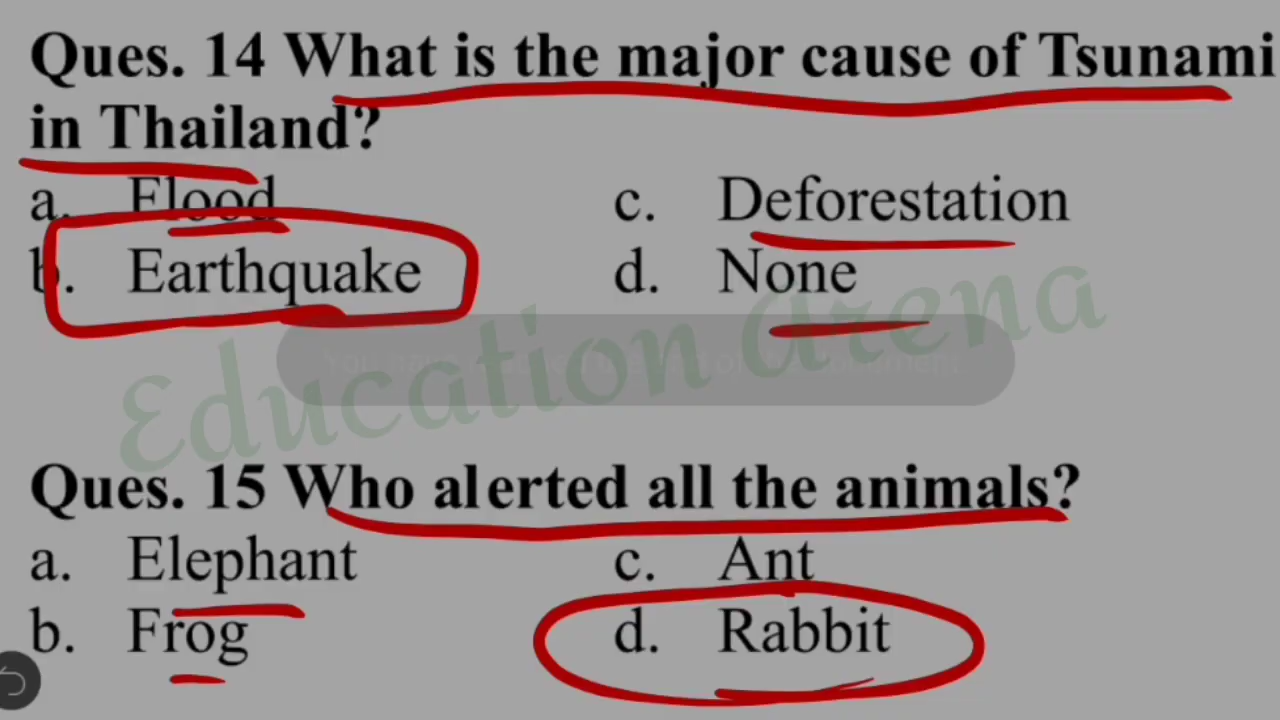 Ques. 14 What is the major cause of Tsunami
in Thailand?
a. Flood c. Deforestation
b. Earthquake d. None
Education Arena
Ques. 15 Who alerted all the animals?
a. Elephant c. Ant
b. Frog d. Rabbit